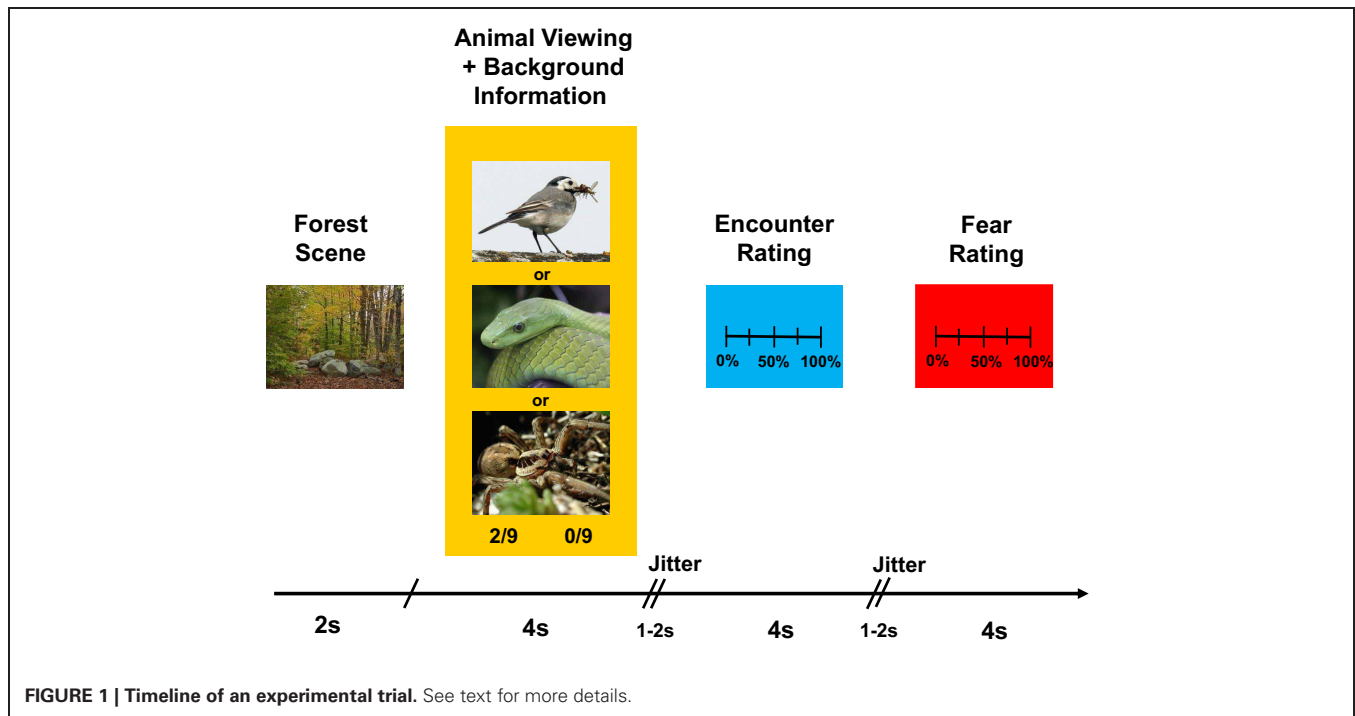 Animal Viewing
+ Background
Information
Forest
Scene
or
or
2/9 0/9
Encounter
Rating
0% 50% 100%
Fear
Rating
0% 50% 100%
Jitter
Jitter
2s 4s 1-2s 4s 1-2s 4s
FIGURE 1 | Timeline of an experimental trial. See text for more details.